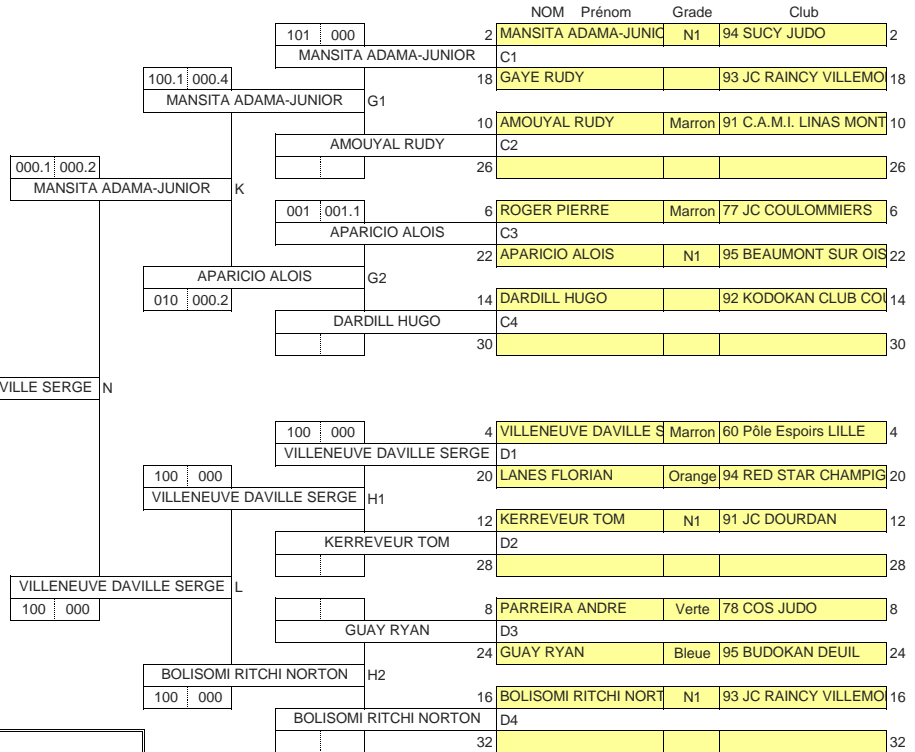 NOM Prénom Grade Club
101 000 2 MANSITA ADAMA-JUNIC N1 94 SUCY JUDO 2
MANSITA ADAMA-JUNIOR C1
100.1 000.4 18 GAYE RUDY 93 JC RAINCY VILLEMO 18
MANSITA ADAMA-JUNIOR G1
10 AMOUYAL RUDY Marron 91 C.A.M.I. LINAS MONT 10
AMOUYAL RUDY C2
000.1 000.2 26 26
MANSITA ADAMA-JUNIOR K
001 001.1 6 ROGER PIERRE Marron 77 JC COULOMMIERS 6
APARICIO ALOIS C3
22 APARICIO ALOIS N1 95 BEAUMONT SUR OIS 22
APARICIO ALOIS G2
010 000.2 14 DARDILL HUGO 92 KODOKAN CLUB COU 14
DARDILL HUGO C4
30 30
VILLE SERGE N
100 000 4 VILLENEUVE DAVILLE S Marron 60 Pôle Espoirs LILLE 4
VILLENEUVE DAVILLE SERGE D1
100 000 20 LANES FLORIAN Orange 94 RED STAR CHAMPIG 20
VILLENEUVE DAVILLE SERGE H1
12 KERREVEUR TOM N1 91 JC DOURDAN 12
KERREVEUR TOM D2
28 28
VILLENEUVE DAVILLE SERGE L
100 000 8 PARREIRA ANDRE Verte 78 COS JUDO 8
GUAY RYAN D3
24 GUAY RYAN Bleue 95 BUDOKAN DEUIL 24
BOLISOMI RITCHI NORTON H2
100 000 16 BOLISOMI RITCHI NORT N1 93 JC RAINCY VILLEMO 16
BOLISOMI RITCHI NORTON D4
32 32